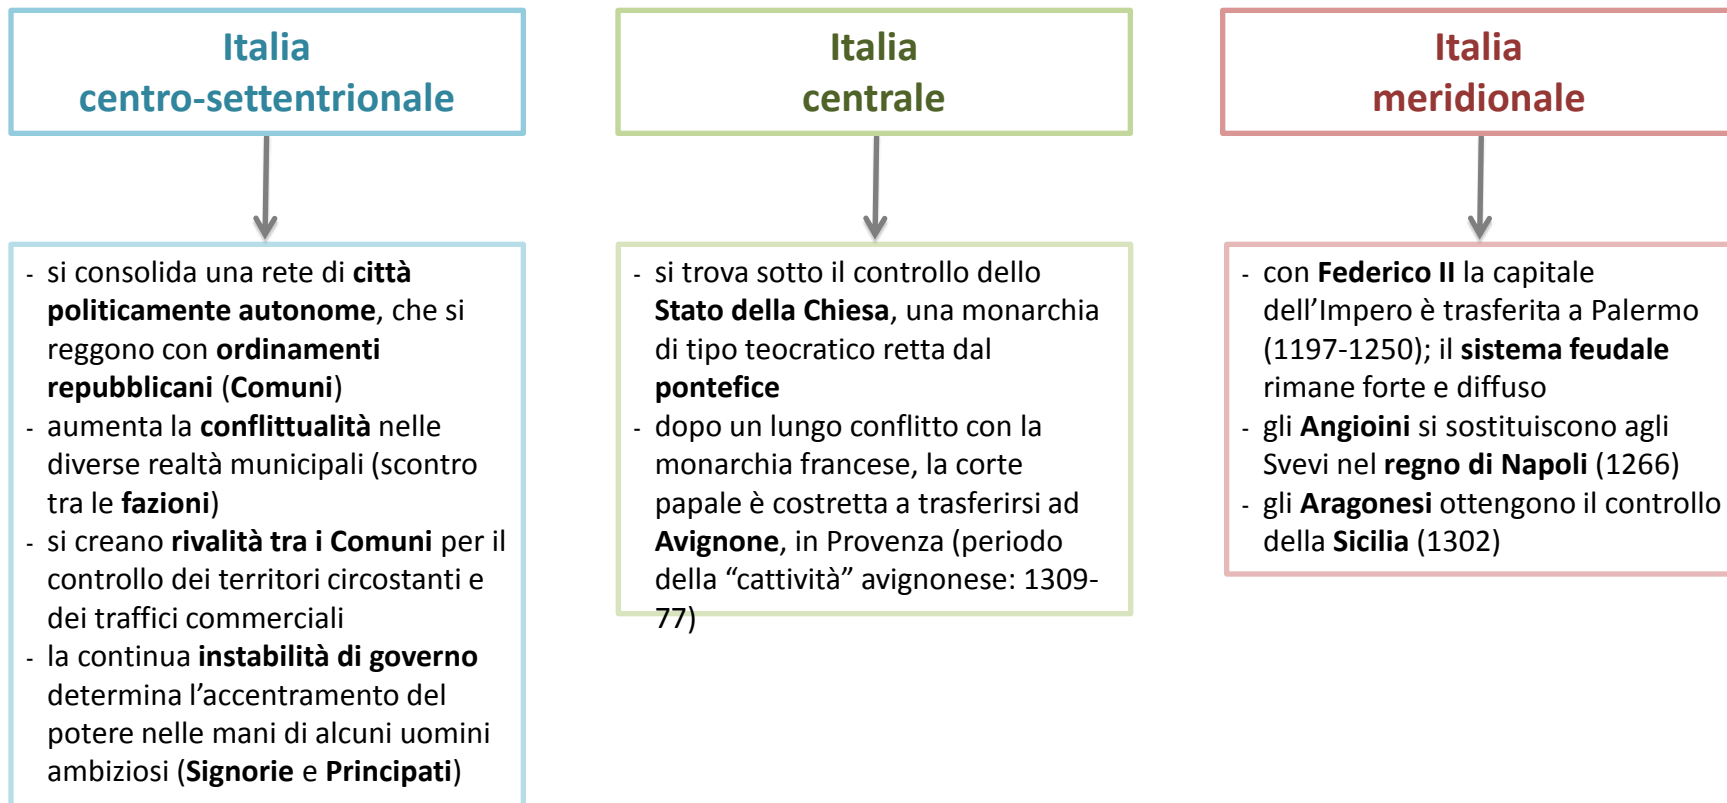 Italia
centro-settentrionale
- si consolida una rete di città
politicamente autonome, che si
reggono con ordinamenti
repubblicani (Comuni)
- aumenta la conflittualità nelle
diverse realtà municipali (scontro
tra le fazioni)
- si creano rivalità tra i Comuni per il
controllo dei territori circostanti e
dei traffici commerciali
- la continua instabilità di governo
determina l’accentramento del
potere nelle mani di alcuni uomini
ambiziosi (Signorie e Principati)
Italia
centrale
- si trova sotto il controllo dello
Stato della Chiesa, una monarchia
di tipo teocratico retta dal
pontefice
- dopo un lungo conflitto con la
monarchia francese, la corte
papale è costretta a trasferirsi ad
Avignone, in Provenza (periodo
della “cattività” avignonese: 1309-
77)
Italia
meridionale
- con Federico II la capitale
dell’Impero è trasferita a Palermo
(1197-1250); il sistema feudale
rimane forte e diffuso
- gli Angioini si sostituiscono agli
Svevi nel regno di Napoli (1266)
- gli Aragonesi ottengono il controllo
della Sicilia (1302)